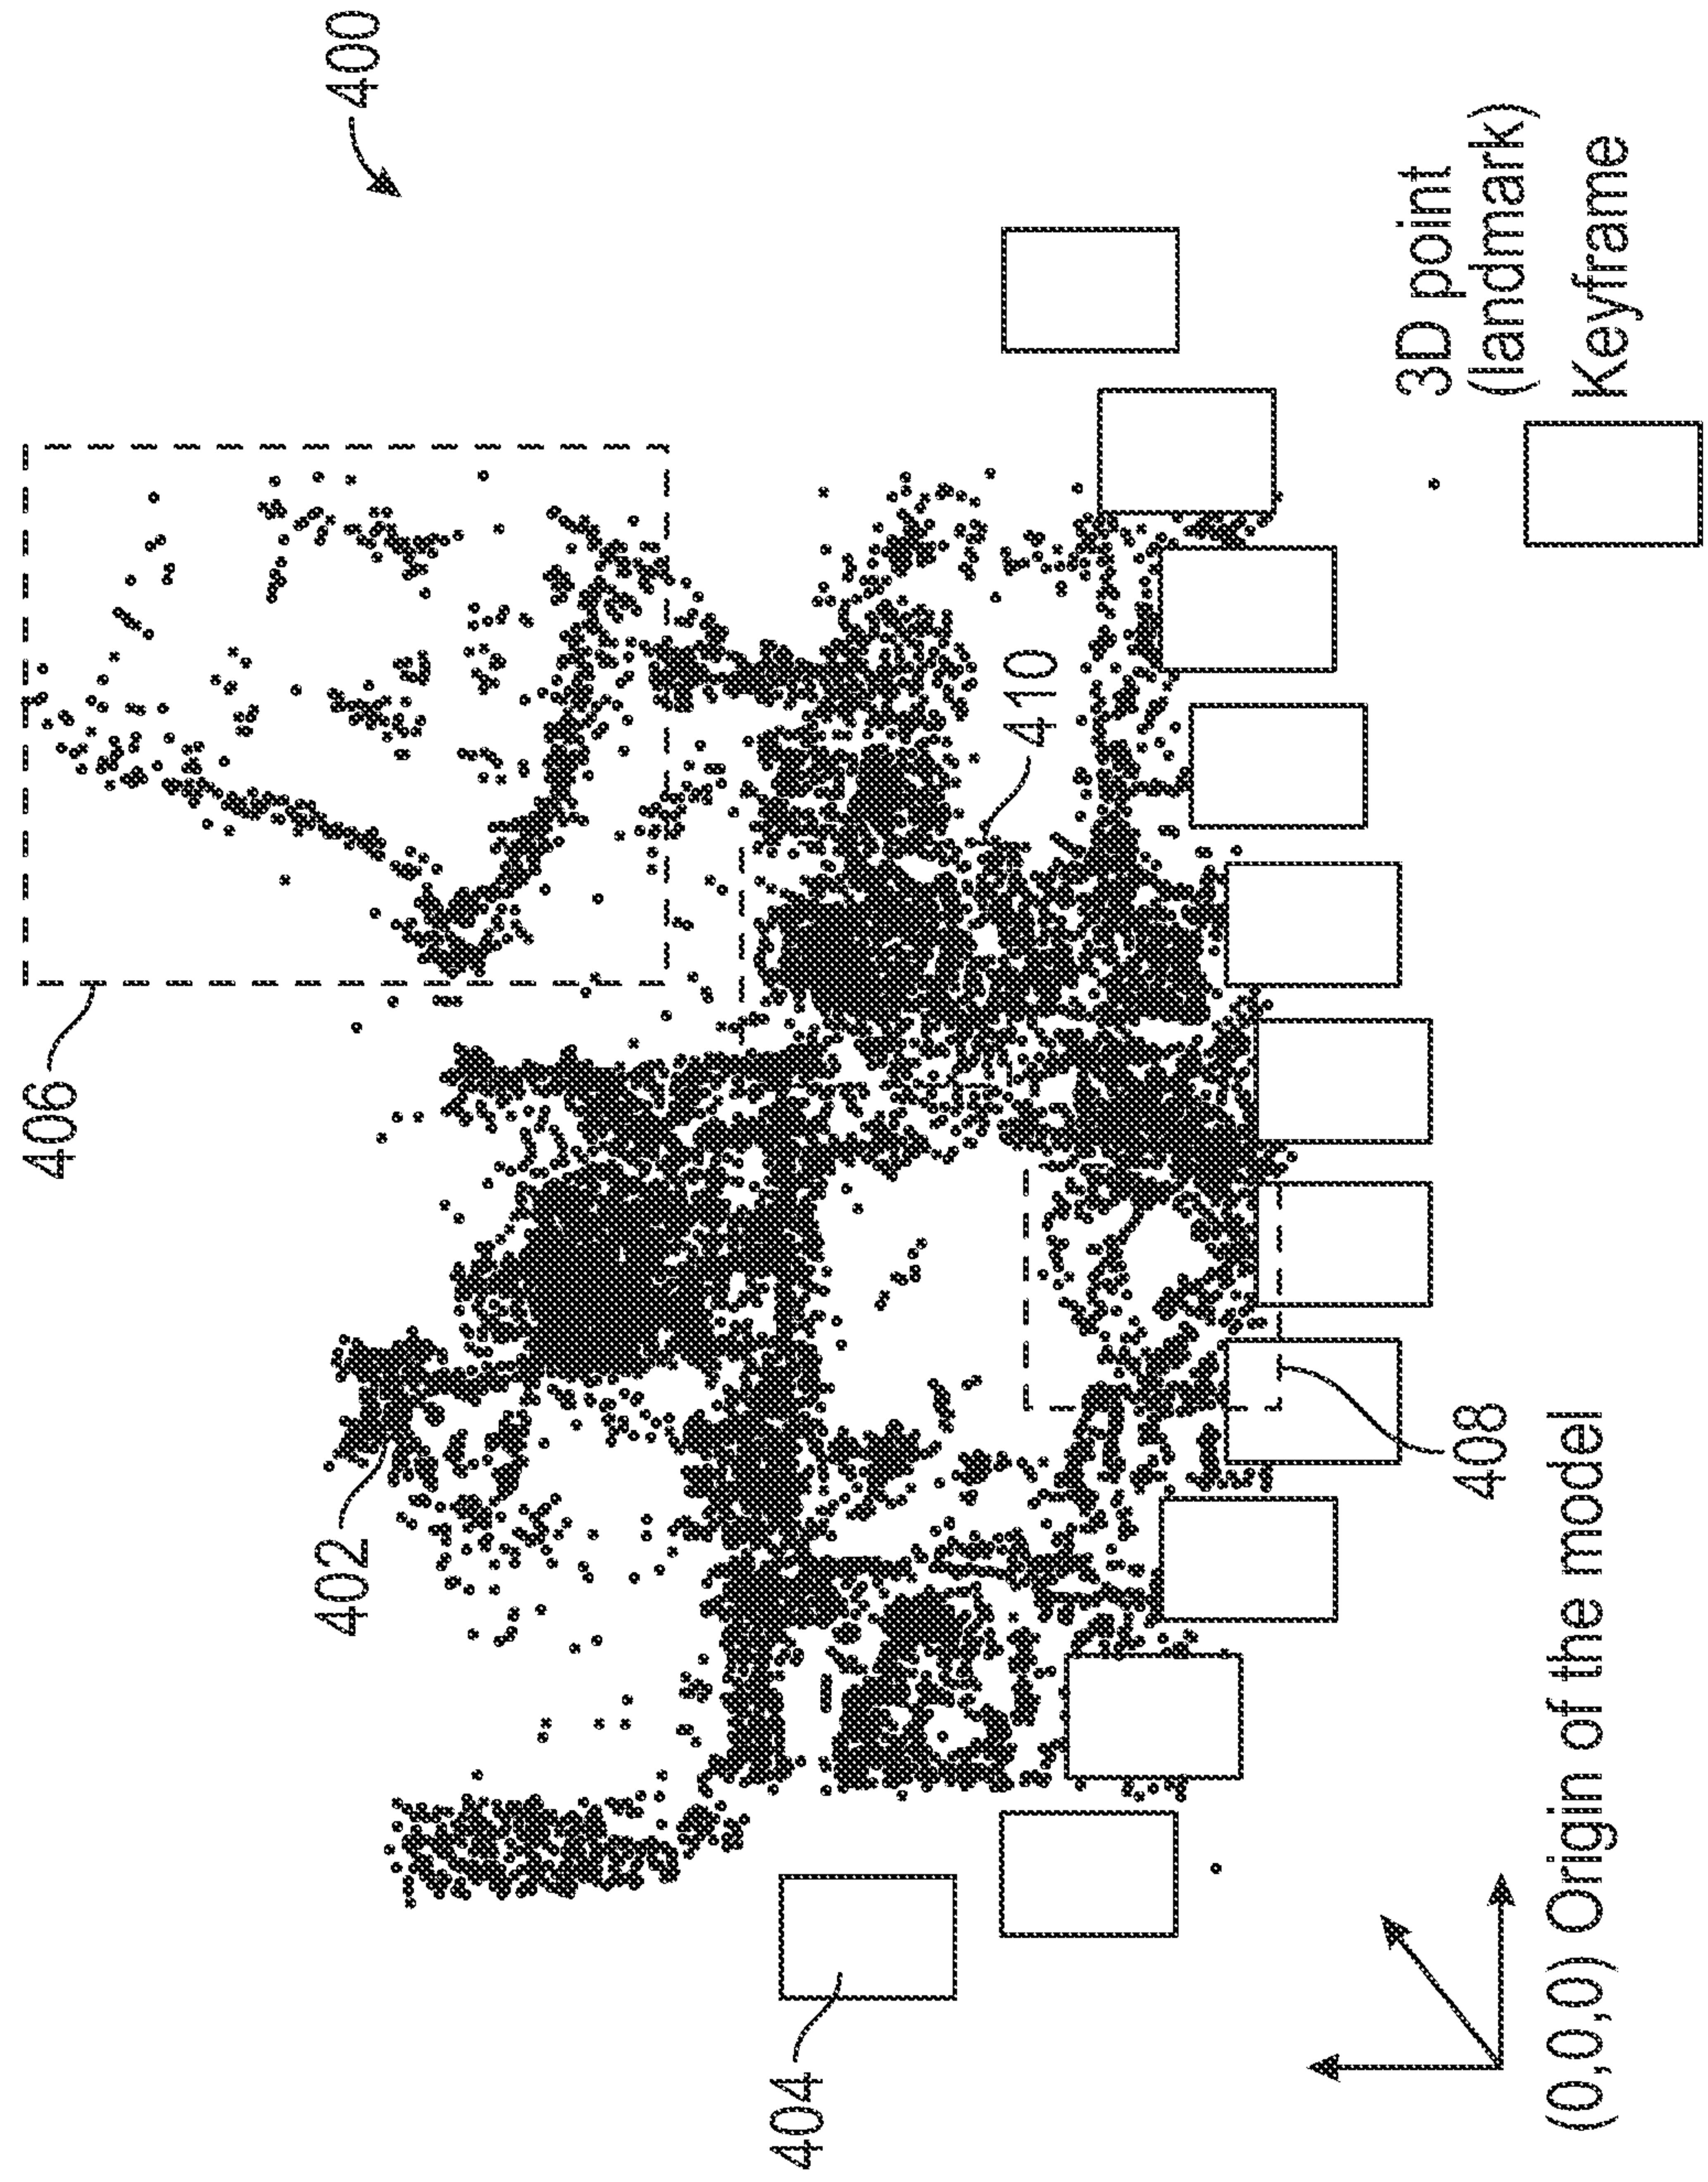 400
406
402
410
404
408
3D point
(landmark)
Keyframe
(0,0,0) Origin of the model